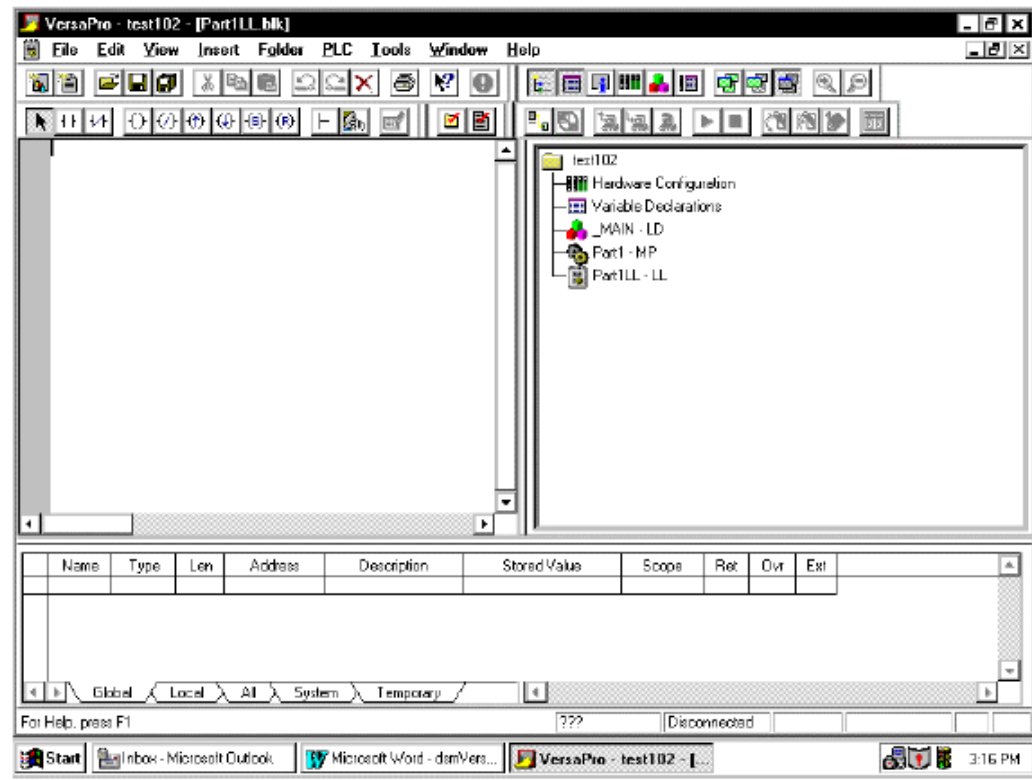 VersaPro - test102 - [Part1LL.blk]
File Edit View Insert Folder PLC Tools Window Help
test102
Hardware Configuration
Variable Declarations
_MAIN - LD
Part1 - MP
Part1LL - LL
Name Type Len Address Description Stored Value Scope Ret Ovr Ext
Global Local All System Temporary
For Help, press F1 ??? Disconnected
Start Inbox - Microsoft Outlook Microsoft Word - dsmVers... VersaPro - test102 - [... 3:16 PM